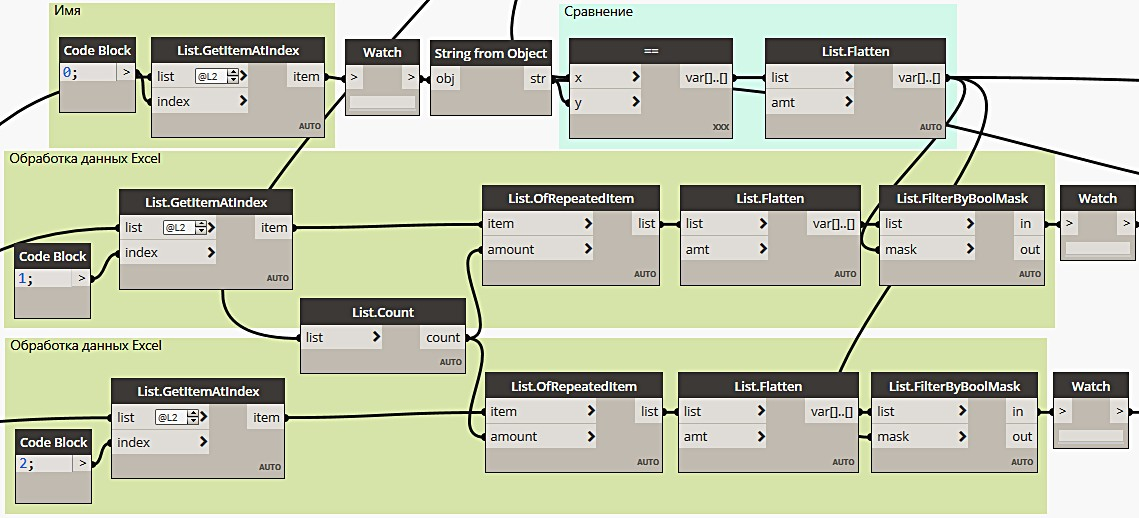 Имя
Сравнение
Code Block
0;
>
List.GetItemAtIndex
list @L2 > item
index >
AUTO
Watch
> >
String from Object
obj str
==
x > var[]..[]
y >
XXX
List.Flatten
list > var[]..[]
amt >
AUTO
Обработка данных Excel
List.GetItemAtIndex
list @L2 > item
index >
AUTO
Code Block
1;
>
List.OfRepeatedItem
item > list
amount >
AUTO
List.Flatten
list > var[]..[]
amt >
AUTO
List.FilterByBoolMask
list > in
mask > out
AUTO
Watch
> >
List.Count
list > count
AUTO
Обработка данных Excel
List.GetItemAtIndex
list @L2 > item
index >
AUTO
Code Block
2;
>
List.OfRepeatedItem
item > list
amount >
AUTO
List.Flatten
list > var[]..[]
amt >
AUTO
List.FilterByBoolMask
list > in
mask > out
AUTO
Watch
> >